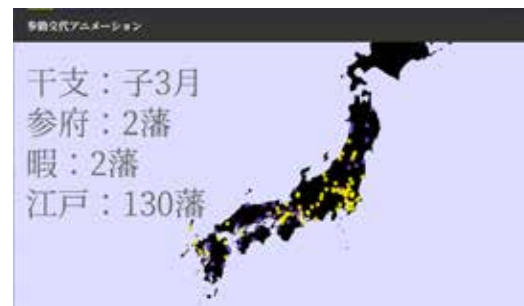 参勤交代アニメーション
干支：子3月
参府：2藩
暇：2藩
江戸：130藩